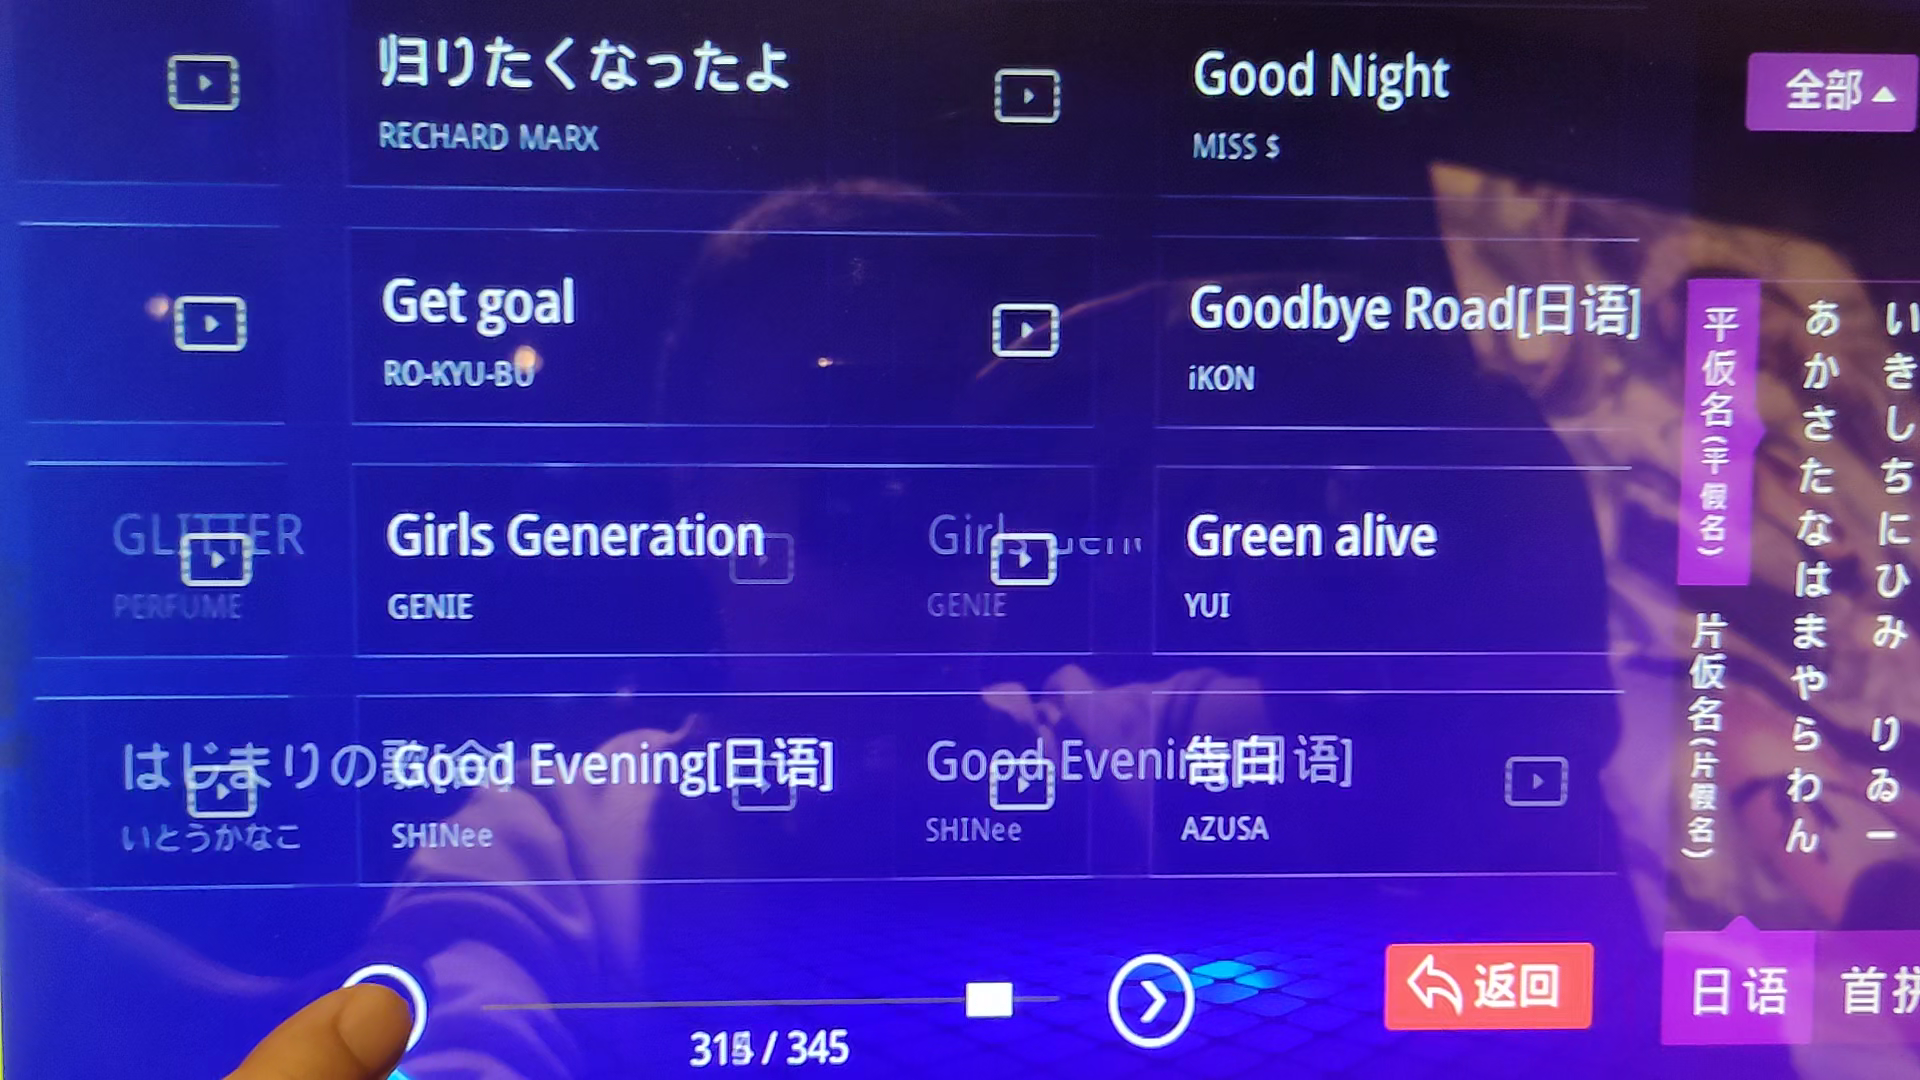 归りたくなったよ
RECHARD MARX
Good Night
MISS $
全部
Get goal
RO-KYU-BU
Goodbye Road[日语]
iKON
GLITTER
PERFUME
Girls Generation
GENIE
Girls
GENIE
Green alive
YUI
はじまりの歌
いとうかなこ
Good Evening[日语]
SHINee
Good Evening[日语]
SHINee
告白
AZUSA
平仮名(平假名)
片仮名(片假名)
あかさたなはまやらわん
いきしちにひみ りゐー
/ 345
返回
日语
首拼